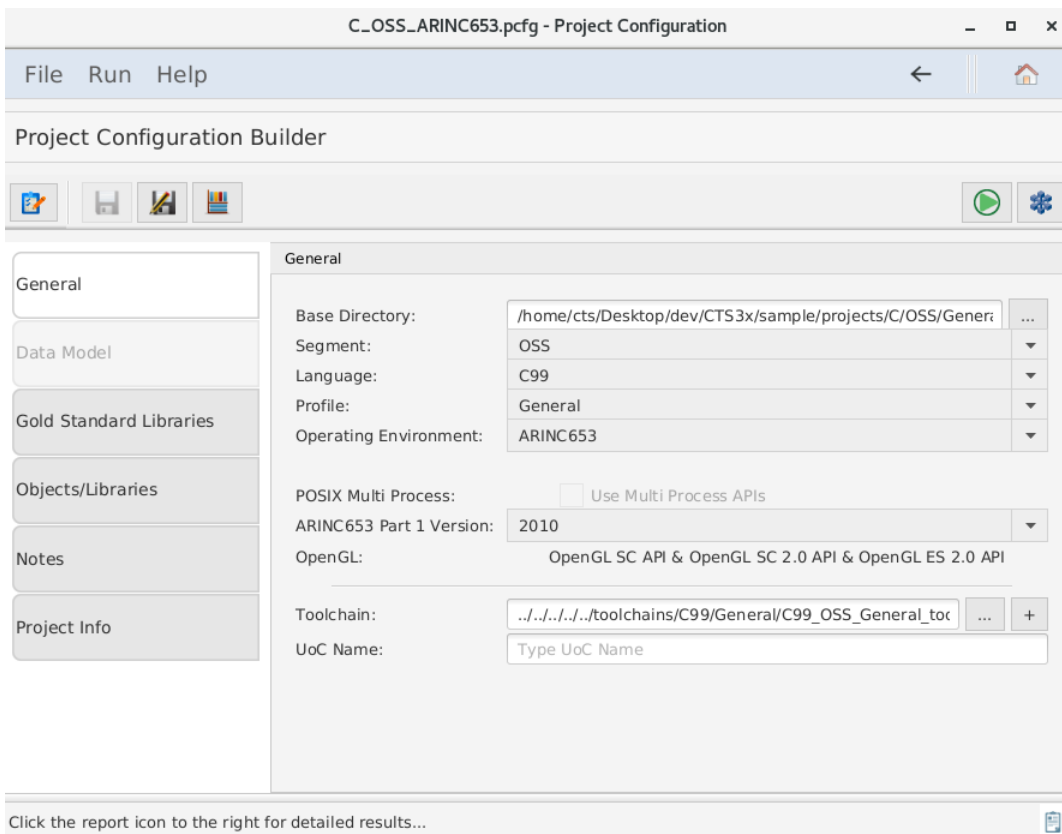 C_OSS_ARINC653.pcfg - Project Configuration
File Run Help
Project Configuration Builder
General
Data Model
Gold Standard Libraries
Objects/Libraries
Notes
Project Info
General
Base Directory: /home/cts/Desktop/dev/CTS3x/sample/projects/C/OSS/Genera ...
Segment: OSS
Language: C99
Profile: General
Operating Environment: ARINC653
POSIX Multi Process: Use Multi Process APIs
ARINC653 Part 1 Version: 2010
OpenGL: OpenGL SC API & OpenGL SC 2.0 API & OpenGL ES 2.0 API
Toolchain: ../../../../../toolchains/C99/General/C99_OSS_General_toc ... +
UoC Name: Type UoC Name
Click the report icon to the right for detailed results...